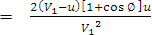 = 2(V₁−u)[1+cos ∅]u / V₁²